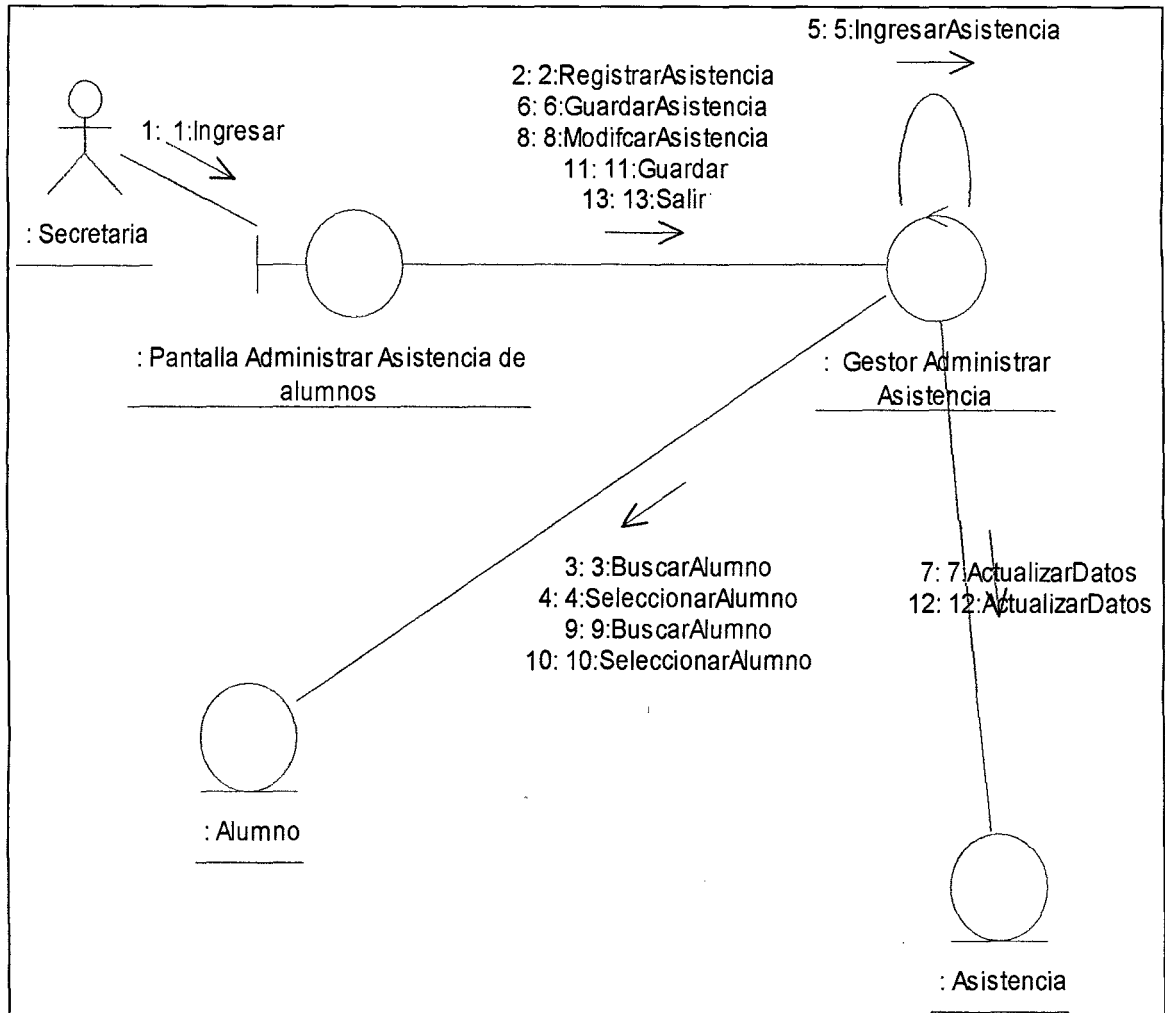 5: 5:IngresarAsistencia
2: 2:RegistrarAsistencia
6: 6:GuardarAsistencia
8: 8:ModifcarAsistencia
11: 11:Guardar
13: 13:Salir
1: 1:Ingresar
: Secretaria
: Pantalla Administrar Asistencia de
alumnos
: Gestor Administrar
Asistencia
3: 3:BuscarAlumno
4: 4:SeleccionarAlumno
9: 9:BuscarAlumno
10: 10:SeleccionarAlumno
7: 7:ActualizarDatos
12: 12:ActualizarDatos
: Alumno
: Asistencia